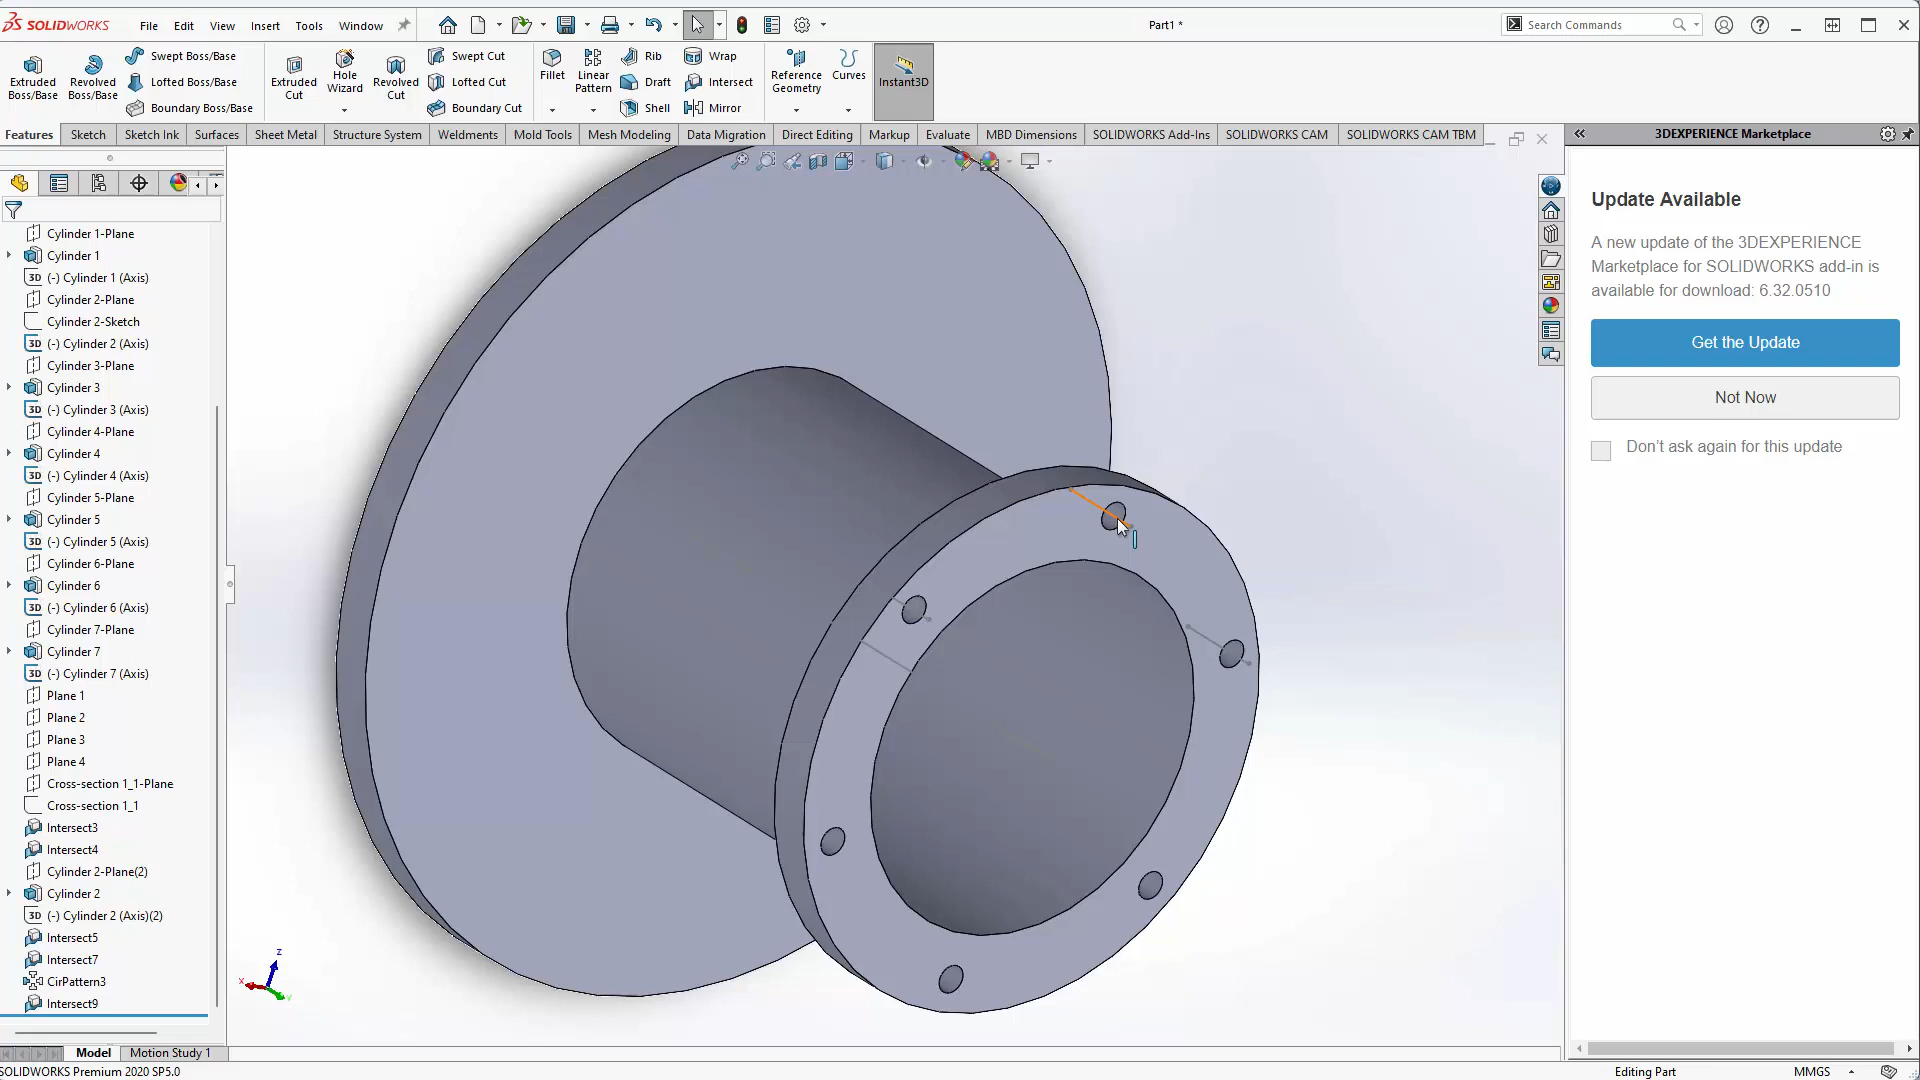 SOLIDWORKS File Edit View Insert Tools Window Part1 * Search Commands
Extruded Boss/Base
Revolved Boss/Base
Swept Boss/Base
Lofted Boss/Base
Boundary Boss/Base
Extruded Cut
Hole Wizard
Revolved Cut
Swept Cut
Lofted Cut
Boundary Cut
Fillet
Linear Pattern
Rib
Draft
Shell
Wrap
Intersect
Mirror
Reference Geometry
Curves
Instant3D
Features Sketch Sketch Ink Surfaces Sheet Metal Structure System Weldments Mold Tools Mesh Modeling Data Migration Direct Editing Markup Evaluate MBD Dimensions SOLIDWORKS Add-Ins SOLIDWORKS CAM SOLIDWORKS CAM TBM
3DEXPERIENCE Marketplace
Cylinder 1-Plane
Cylinder 1
3D (-) Cylinder 1 (Axis)
Cylinder 2-Plane
Cylinder 2-Sketch
3D (-) Cylinder 2 (Axis)
Cylinder 3-Plane
Cylinder 3
3D (-) Cylinder 3 (Axis)
Cylinder 4-Plane
Cylinder 4
3D (-) Cylinder 4 (Axis)
Cylinder 5-Plane
Cylinder 5
3D (-) Cylinder 5 (Axis)
Cylinder 6-Plane
Cylinder 6
3D (-) Cylinder 6 (Axis)
Cylinder 7-Plane
Cylinder 7
3D (-) Cylinder 7 (Axis)
Plane 1
Plane 2
Plane 3
Plane 4
Cross-section 1_1-Plane
Cross-section 1_1
Intersect3
Intersect4
Cylinder 2-Plane(2)
Cylinder 2
3D (-) Cylinder 2 (Axis)(2)
Intersect5
Intersect7
CirPattern3
Intersect9
z
x
Y
Update Available
A new update of the 3DEXPERIENCE
Marketplace for SOLIDWORKS add-in is
available for download: 6.32.0510
Get the Update
Not Now
Don't ask again for this update
Model Motion Study 1
SOLIDWORKS Premium 2020 SP5.0 Editing Part MMGS